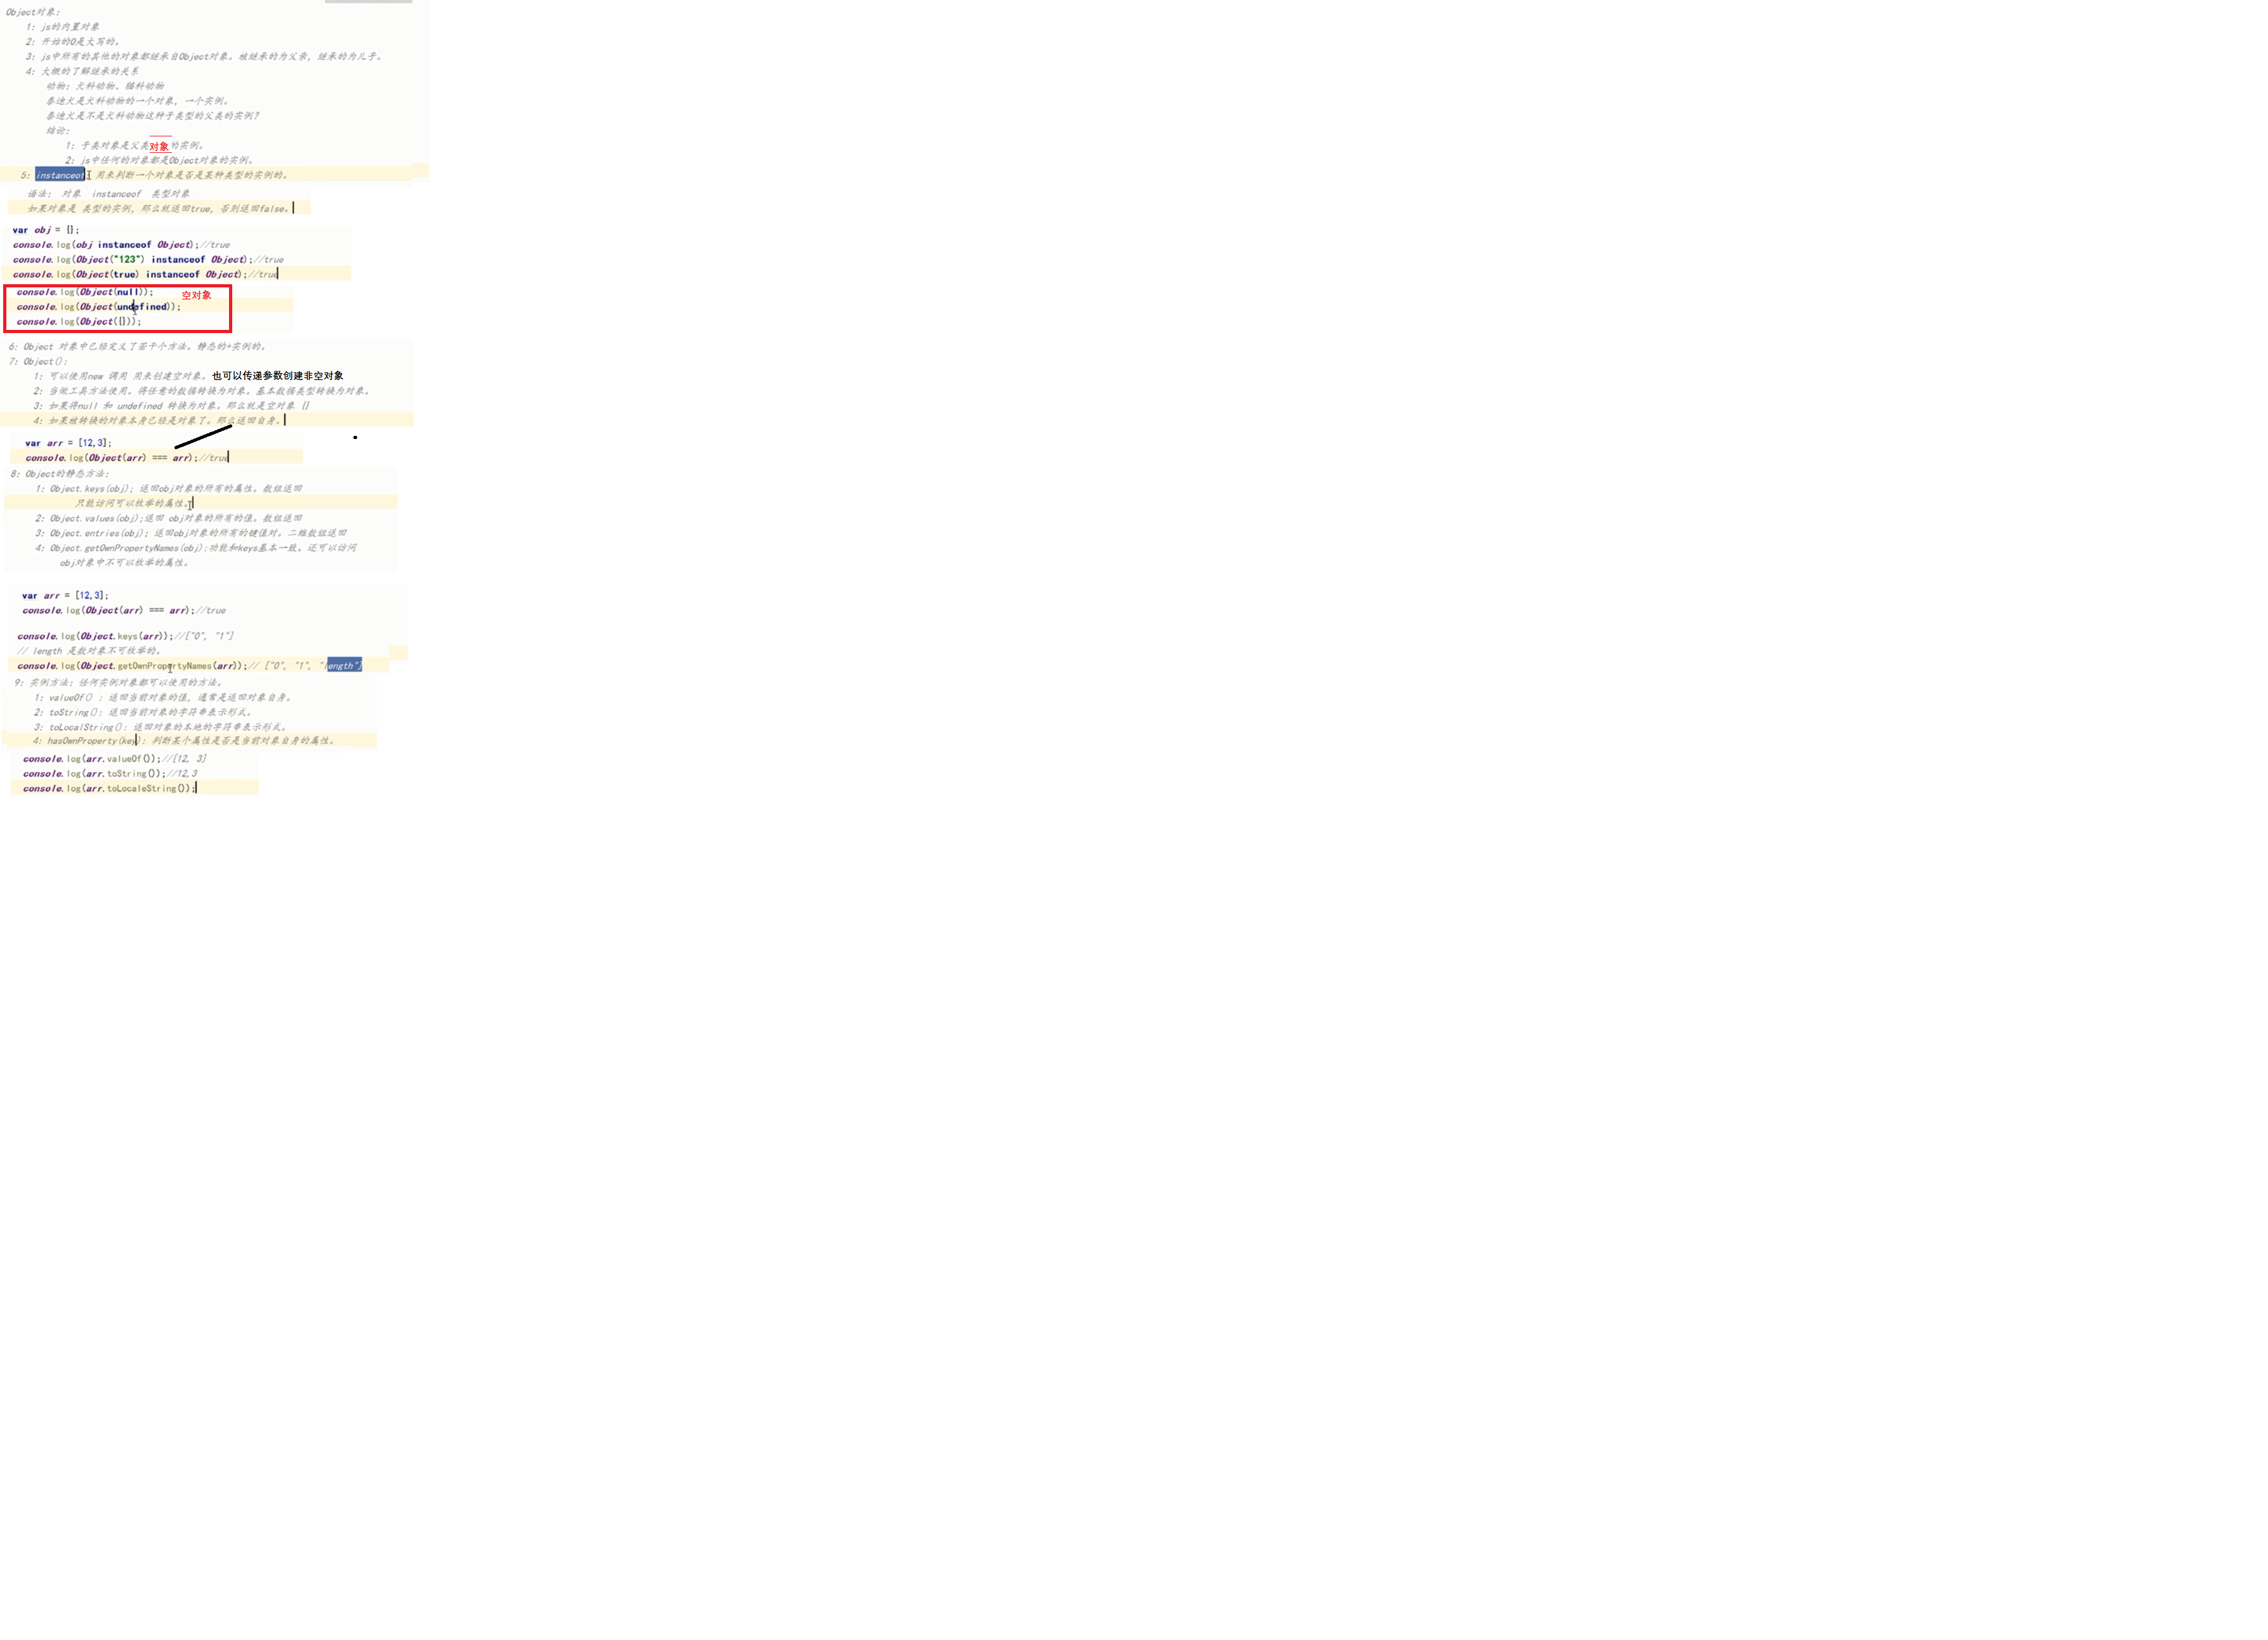 Object对象:
1: js的内置对象
2: 开始的O是大写的。
3: js中所有的其他的对象都继承自Object对象。被继承的为父亲, 继承的为儿子。
4: 大概的了解继承的关系
动物: 犬科动物、猫科动物
泰迪犬是犬科动物的一个对象, 一个实例。
泰迪犬是不是犬科动物这种子类型的父类的实例?
结论:
1: 子类对象是父类对象的实例。
2: js中任何的对象都是Object对象的实例。
5: instanceof: 用来判断一个对象是否是某种类型的实例的。
语法: 对象 instanceof 类型对象
如果对象是 类型的实例, 那么就返回true, 否则返回false。
var obj = {};
console.log(obj instanceof Object);//true
console.log(Object("123") instanceof Object);//true
console.log(Object(true) instanceof Object);//true
console.log(Object(null)); 空对象
console.log(Object(undefined));
console.log(Object({}));
6: Object 对象中已经定义了若干个方法。静态的+实例的。
7: Object():
1: 可以使用new 调用 用来创建空对象。也可以传递参数创建非空对象
2: 当做工具方法使用。将任意的数据转换为对象。基本数据类型转换为对象。
3: 如果将null 和 undefined 转换为对象。那么就是空对象 {}
4: 如果被转换的对象本身已经是对象了。那么返回自身。
var arr = [12,3];
console.log(Object(arr) === arr);//true
8: Object的静态方法:
1: Object.keys(obj); 返回obj对象的所有的属性。数组返回
只能访问可以枚举的属性。
2: Object.values(obj);返回 obj对象的所有的值。数组返回
3: Object.entries(obj); 返回obj对象的所有的键值对。二维数组返回
4: Object.getOwnPropertyNames(obj):功能和keys基本一致。还可以访问
obj对象中不可以枚举的属性。
var arr = [12,3];
console.log(Object(arr) === arr);//true
console.log(Object.keys(arr));//["0", "1"]
// length 是数对象不可枚举的。
console.log(Object.getOwnPropertyNames(arr));// ["0", "1", "length"]
9: 实例方法: 任何实例对象都可以使用的方法。
1: valueOf() : 返回当前对象的值, 通常是返回对象自身。
2: toString(): 返回当前对象的字符串表示形式。
3: toLocalString(): 返回对象的本地的字符串表示形式。
4: hasOwnProperty(key): 判断某个属性是否是当前对象自身的属性。
console.log(arr.valueOf());//[12, 3]
console.log(arr.toString());//12,3
console.log(arr.toLocaleString());